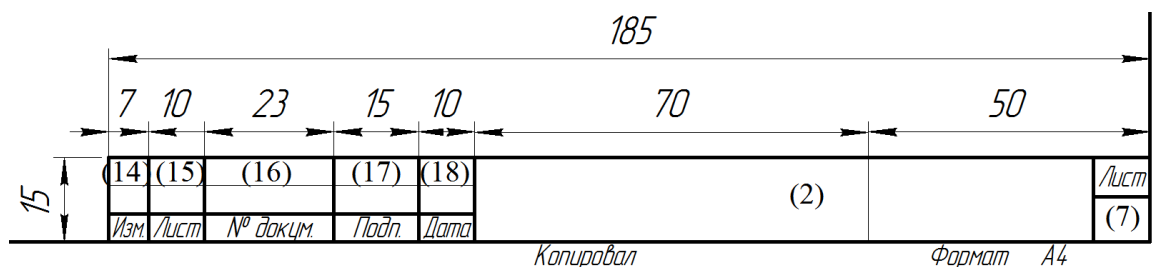 185
7 10 23 15 10 70 50
15
(14) (15) (16) (17) (18) (2) Лист
(7)
Изм. Лист № докум. Подп. Дата
Копировал Формат А4